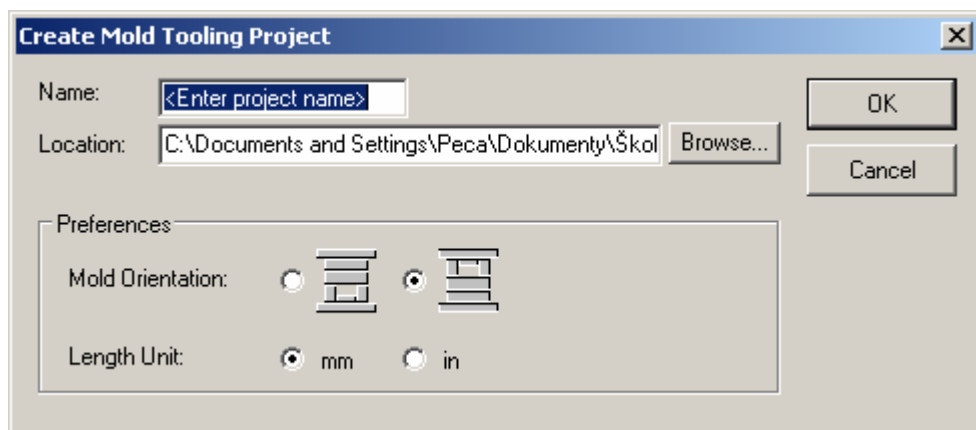 Create Mold Tooling Project
Name: <Enter project name>
OK
Location: C:\Documents and Settings\Peca\Dokumenty\Škol Browse...
Cancel
Preferences
Mold Orientation:
Length Unit: mm in